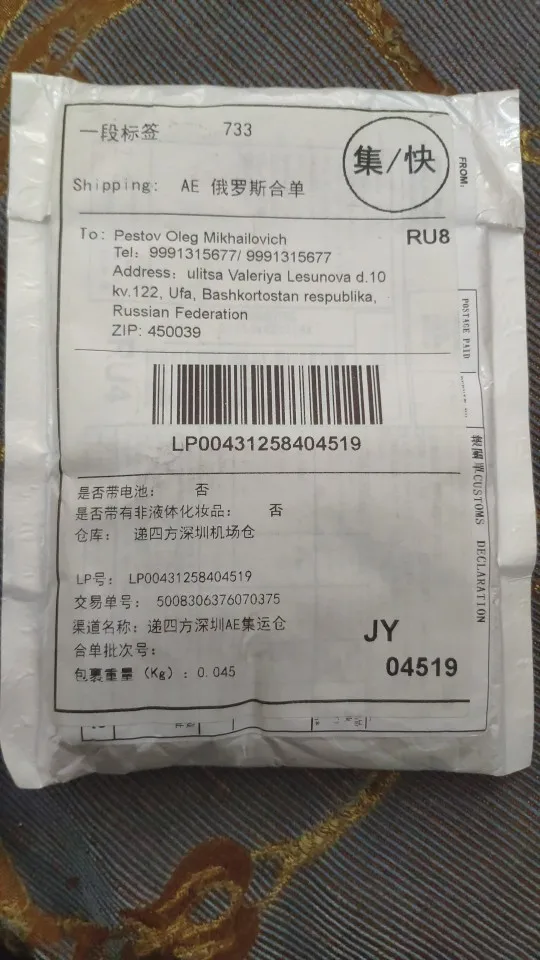 一段标签 733
集/快
Shipping: AE 俄罗斯合单
FROM:
To: Pestov Oleg Mikhailovich
RU8
Tel: 9991315677/ 9991315677
Address: ulitsa Valeriya Lesunova d.10
kv.122, Ufa, Bashkortostan respublika,
Russian Federation
ZIP: 450039
POSTAGE PAID
LP00431258404519
CUSTOMS DECLARATION
是否带电池: 否
是否带有非液体化妆品: 否
仓库: 递四方深圳机场仓
LP号: LP00431258404519
交易单号: 5008306376070375
渠道名称: 递四方深圳AE集运仓
JY
合单批次号:
04519
包裹重量 (Kg) : 0.045